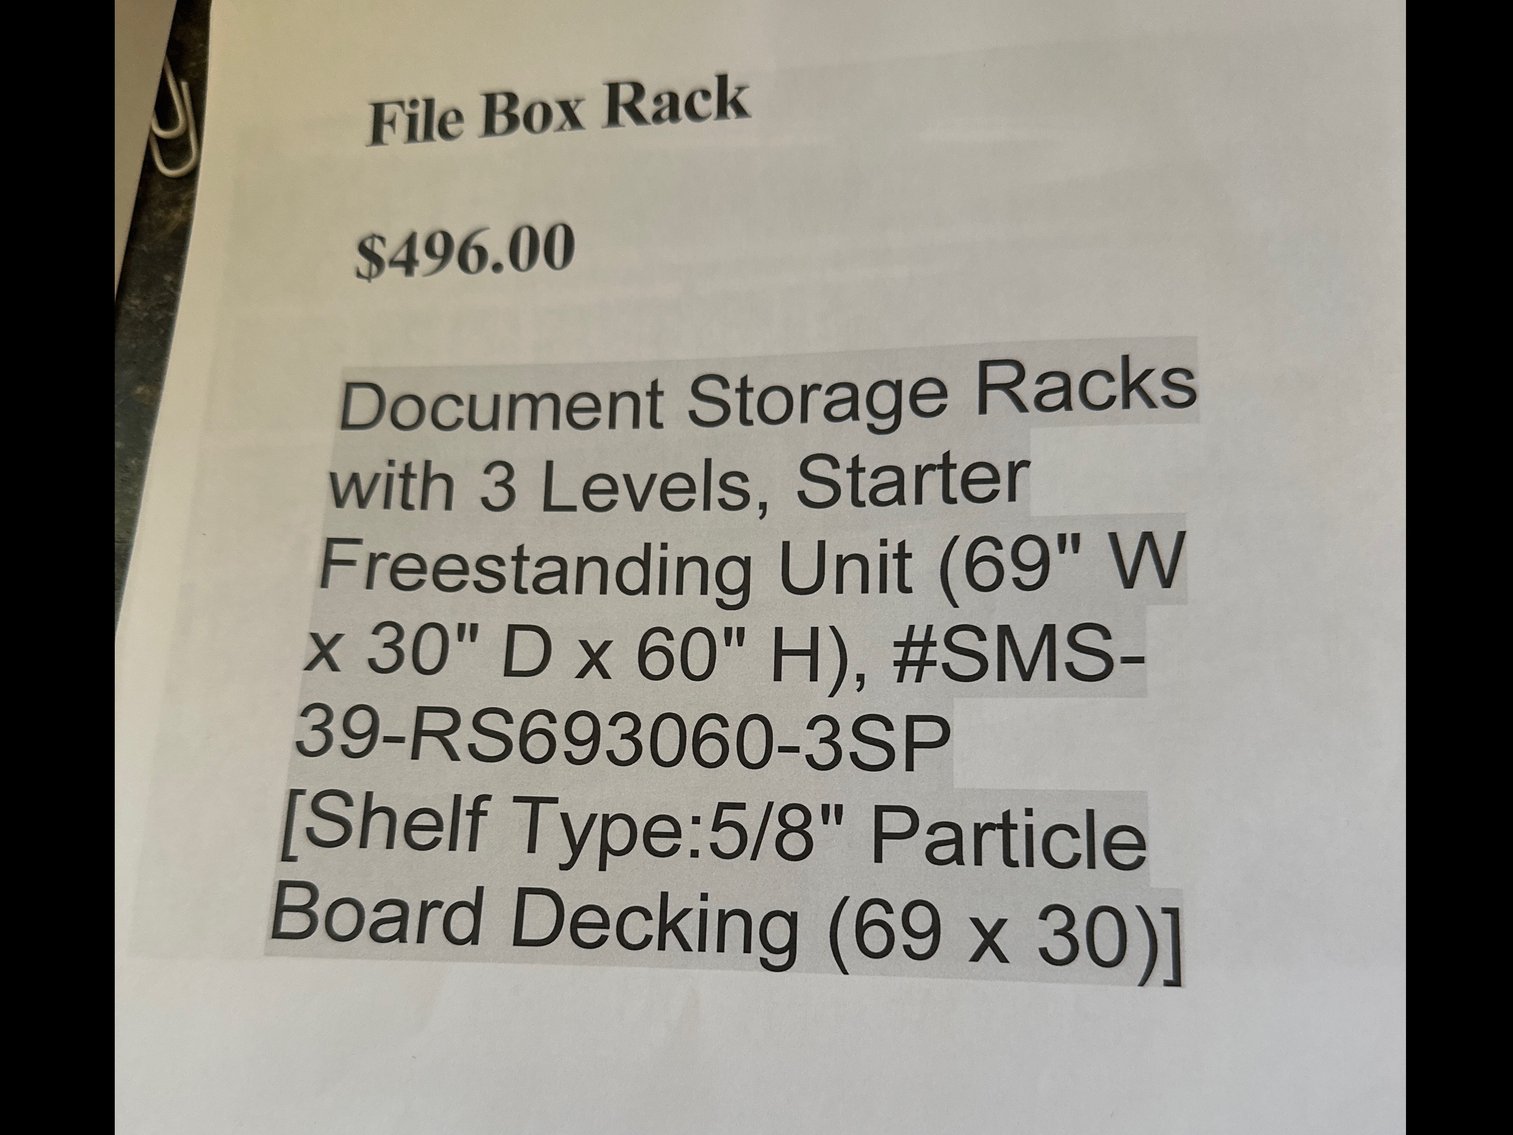 File Box Rack
$496.00
Document Storage Racks
with 3 Levels, Starter
Freestanding Unit (69" W
x 30" D x 60" H), #SMS-
39-RS693060-3SP
[Shelf Type:5/8" Particle
Board Decking (69 x 30)]